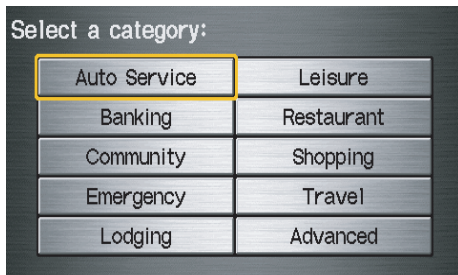 Select a category:
Auto Service
Leisure
Banking
Restaurant
Community
Shopping
Emergency
Travel
Lodging
Advanced